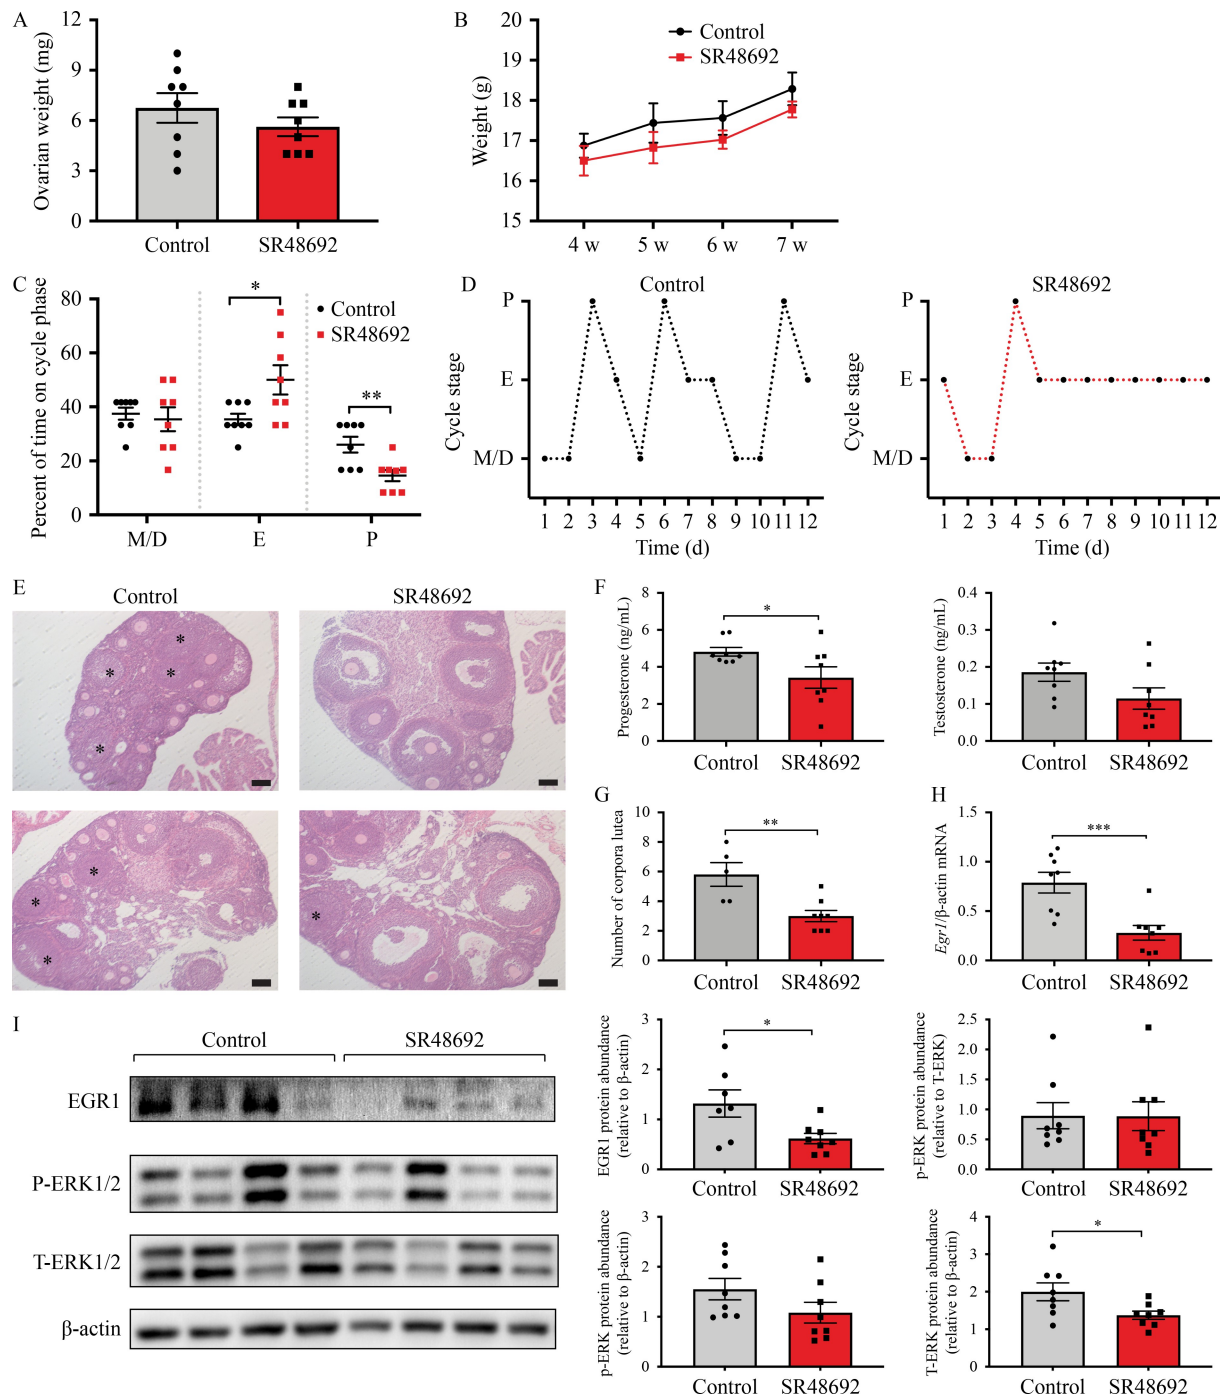 A
Ovarian weight (mg)
12
9
6
3
0
Control
SR48692
B
Weight (g)
20
19
18
17
16
15
Control
SR48692
4 w
5 w
6 w
7 w
C
Percent of time on cycle phase
80
60
40
20
0
*
**
Control
SR48692
M/D
E
P
D
Control
Cycle stage
P
E
M/D
1 2 3 4 5 6 7 8 9 10 11 12
Time (d)
SR48692
Cycle stage
P
E
M/D
1 2 3 4 5 6 7 8 9 10 11 12
Time (d)
E
Control
SR48692
* * * *
* * *
*
F
Progesterone (ng/mL)
8
6
4
2
0
*
Control
SR48692
Testosterone (ng/mL)
0.4
0.3
0.2
0.1
0.0
Control
SR48692
G
Number of corpora lutea
10
8
6
4
2
0
**
Control
SR48692
H
Egr1/β-actin mRNA
1.5
1.0
0.5
0.0
***
Control
SR48692
I
Control
SR48692
EGR1
P-ERK1/2
T-ERK1/2
β-actin
EGR1 protein abundance
(relative to β-actin)
3
2
1
0
*
Control
SR48692
p-ERK protein abundance
(relative to T-ERK)
2.5
2.0
1.5
1.0
0.5
0.0
Control
SR48692
p-ERK protein abundance
(relative to β-actin)
3
2
1
0
Control
SR48692
T-ERK protein abundance
(relative to β-actin)
4
3
2
1
0
*
Control
SR48692